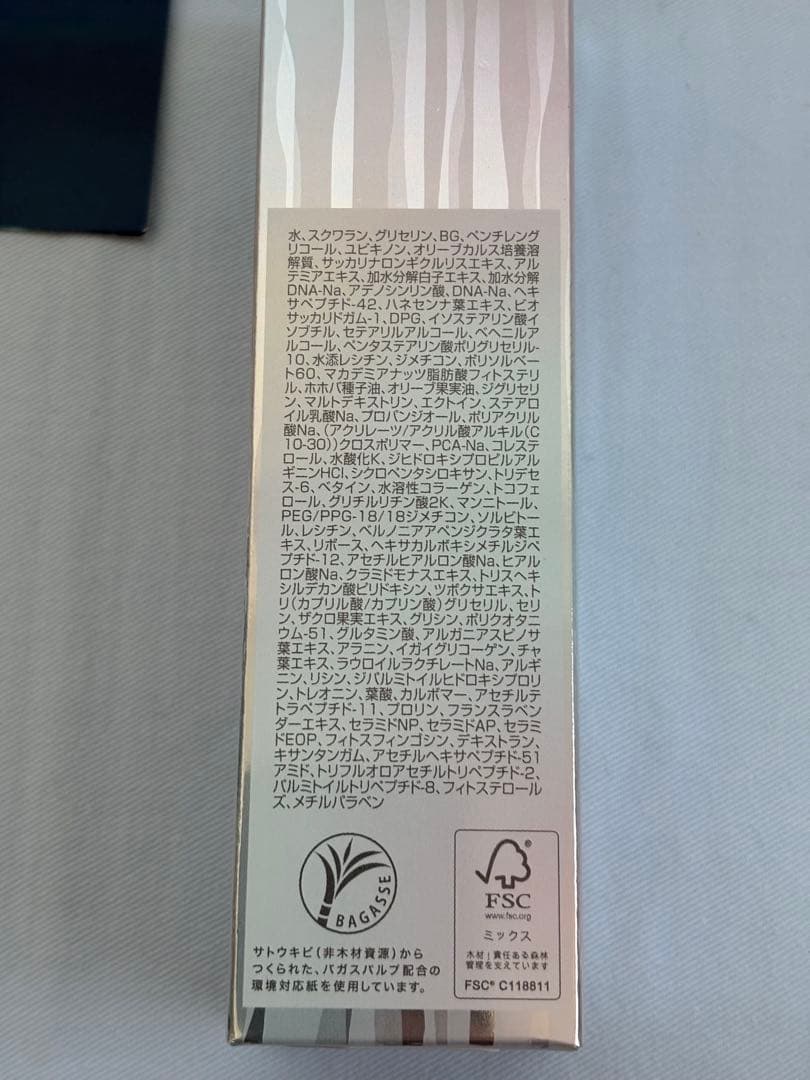 水、スクワラン、グリセリン、BG、ペンチレング
リコール、ユビキノン、オリーブカルス培養溶
解質、サッカリナロンギクルリスエキス、アル
テミアエキス、加水分解白子エキス、加水分解
DNA-Na、アデノシンリン酸、DNA-Na、ヘキ
サペプチド-42、ハネセンナ葉エキス、ビオ
サッカリドガム-1、DPG、イソステアリン酸イ
ソブチル、セテアリルアルコール、ベヘニルア
ルコール、ペンタステアリン酸ポリグリセリル-
10、水添レシチン、ジメチコン、ポリソルベー
ト60、マカデミアナッツ脂肪酸フィトステリ
ル、ホホバ種子油、オリーブ果実油、ジグリセリ
ン、マルトデキストリン、エクトイン、ステアロ
イル乳酸Na、プロパンジオール、ポリアクリル
酸Na、(アクリレーツ/アクリル酸アルキル(C
10-30))クロスポリマー、PCA-Na、コレステ
ロール、水酸化K、ジヒドロキシプロピルアル
ギニンHCl、シクロペンタシロキサン、トリデセ
ス-6、ベタイン、水溶性コラーゲン、トコフェ
ロール、グリチルリチン酸2K、マンニトール、
PEG/PPG-18/18ジメチコン、ソルビトー
ル、レシチン、ベルノニアアペンジクラタ葉エ
キス、リボース、ヘキサカルボキシメチルジペ
プチド-12、アセチルヒアルロン酸Na、ヒアル
ロン酸Na、クラミドモナスエキス、トリスヘキ
シルデカン酸ピリドキシン、ツボクサエキス、ト
リ(カプリル酸/カプリン酸)グリセリル、セリ
ン、ザクロ果実エキス、グリシン、ポリクオタニ
ウム-51、グルタミン酸、アルガニアスピノサ
葉エキス、アラニン、イガイグリコーゲン、チャ
葉エキス、ラウロイルラクチレートNa、アルギ
ニン、リシン、ジパルミトイルヒドロキシプロリ
ン、トレオニン、葉酸、カルボマー、アセチルテ
トラペプチド-11、プロリン、フランスラベン
ダーエキス、セラミドNP、セラミドAP、セラミ
ドEOP、フィトスフィンゴシン、デキストラン、
キサンタンガム、アセチルヘキサペプチド-51
アミド、トリフルオロアセチルトリペプチド-2、
パルミトイルトリペプチド-8、フィトステロール
ズ、メチルパラベン
BAGASSE
サトウキビ(非木材資源)から
つくられた、バガスパルプ配合の
環境対応紙を使用しています。
FSC
www.fsc.org
ミックス
木材｜責任ある森林
管理を支えています
FSC® C118811